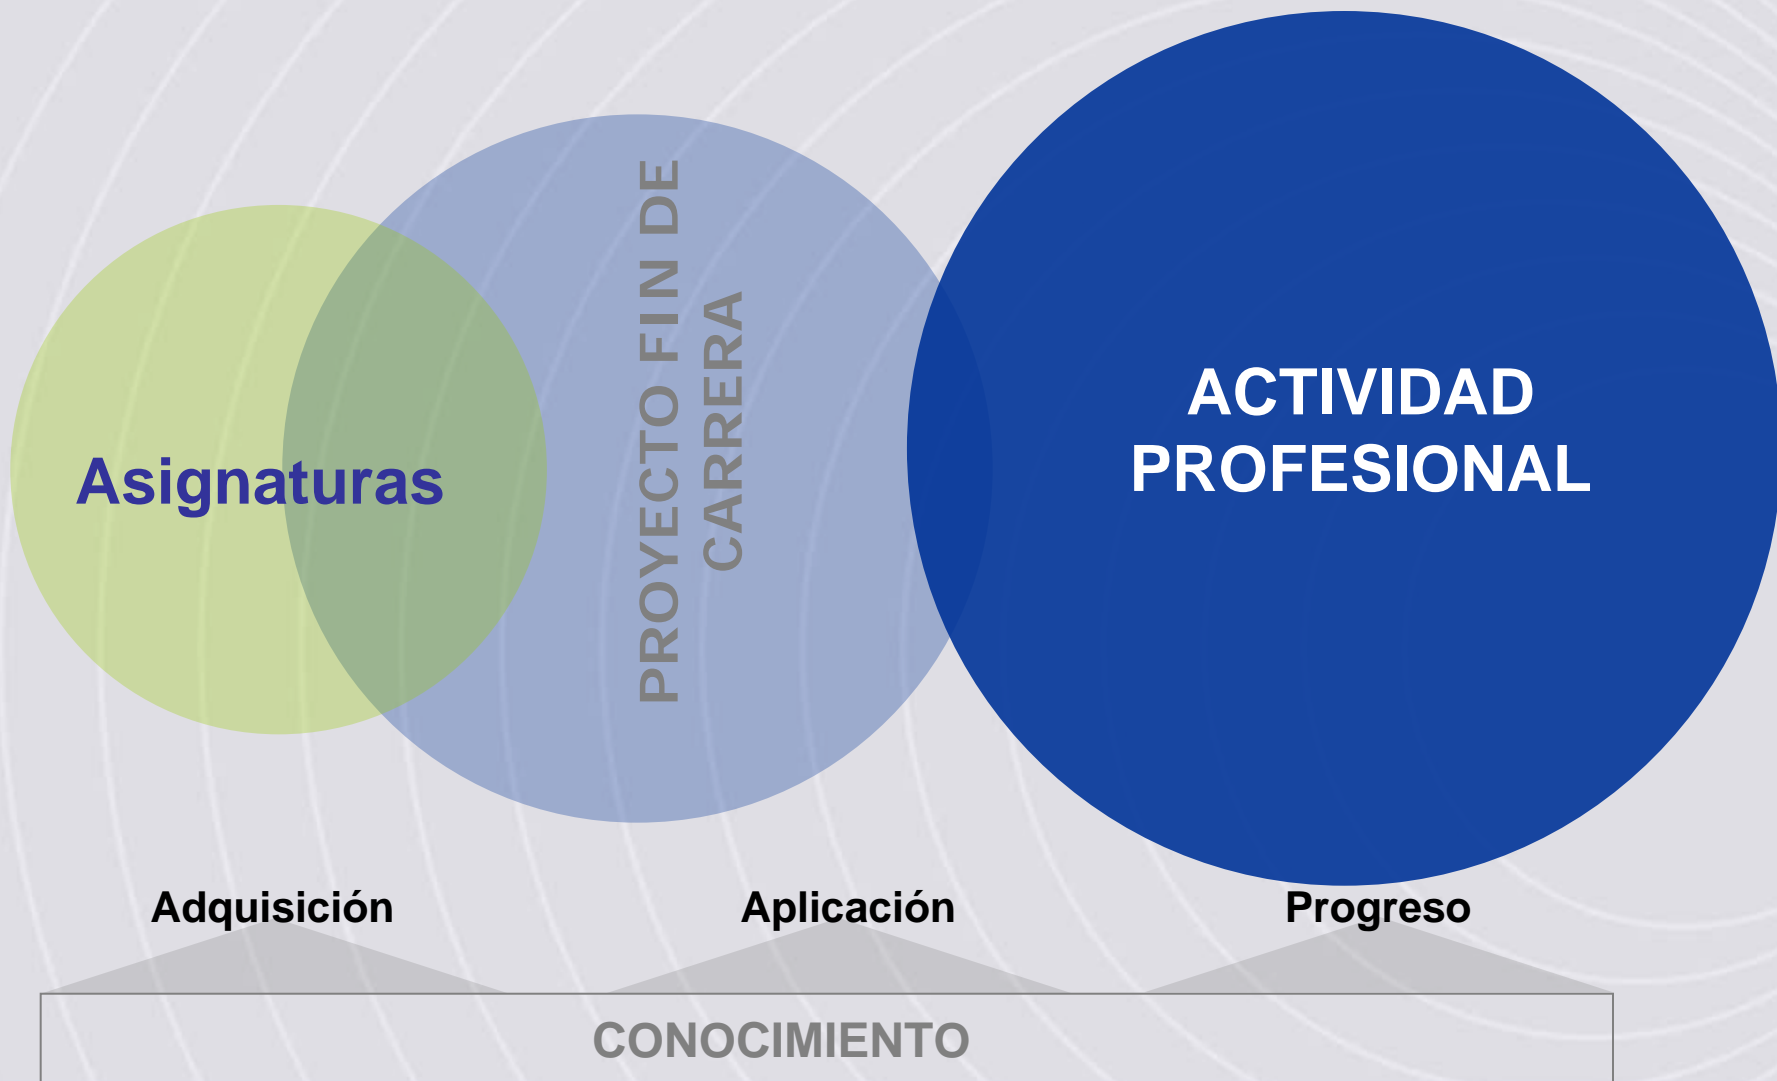 Asignaturas
PROYECTO FIN DE
CARRERA
ACTIVIDAD
PROFESIONAL
Adquisición
Aplicación
Progreso
CONOCIMIENTO